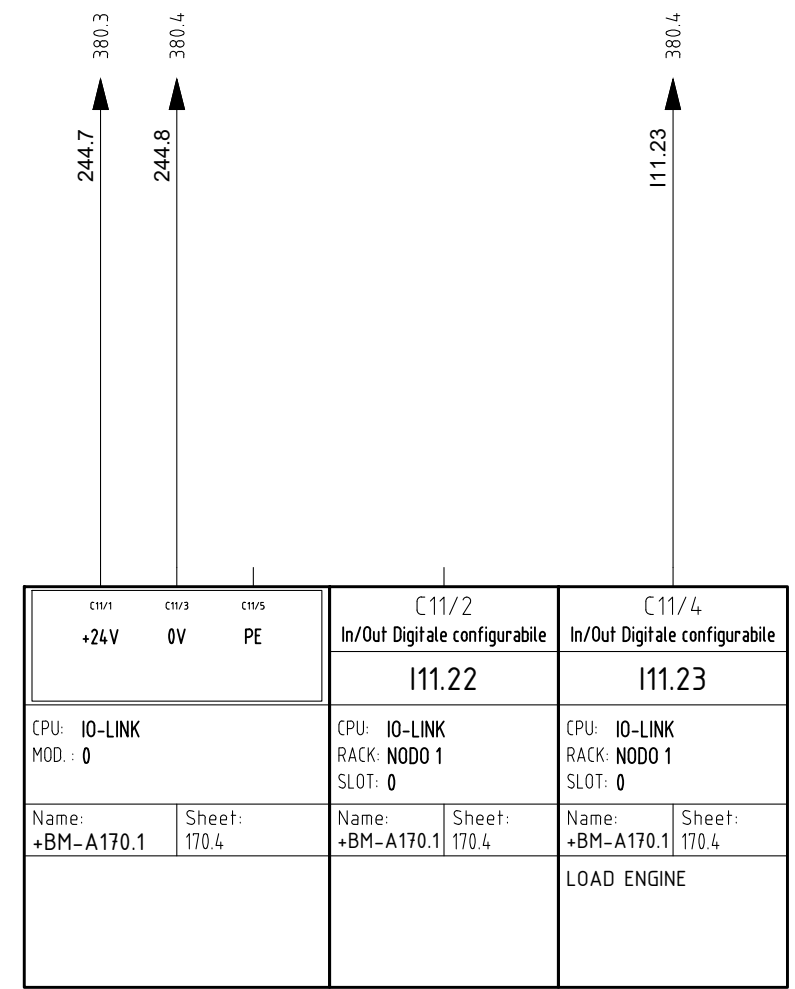 380.3
380.4
380.4
244.7
244.8
I11.23
C11/1
C11/3
C11/5
+24V
0V
PE
C11/2
In/Out Digitale configurabile
I11.22
C11/4
In/Out Digitale configurabile
I11.23
CPU: IO-LINK
MOD. : 0
CPU: IO-LINK
RACK: NODO 1
SLOT: 0
CPU: IO-LINK
RACK: NODO 1
SLOT: 0
Name:
+BM-A170.1
Sheet:
170.4
Name:
+BM-A170.1
Sheet:
170.4
Name:
+BM-A170.1
Sheet:
170.4
LOAD ENGINE